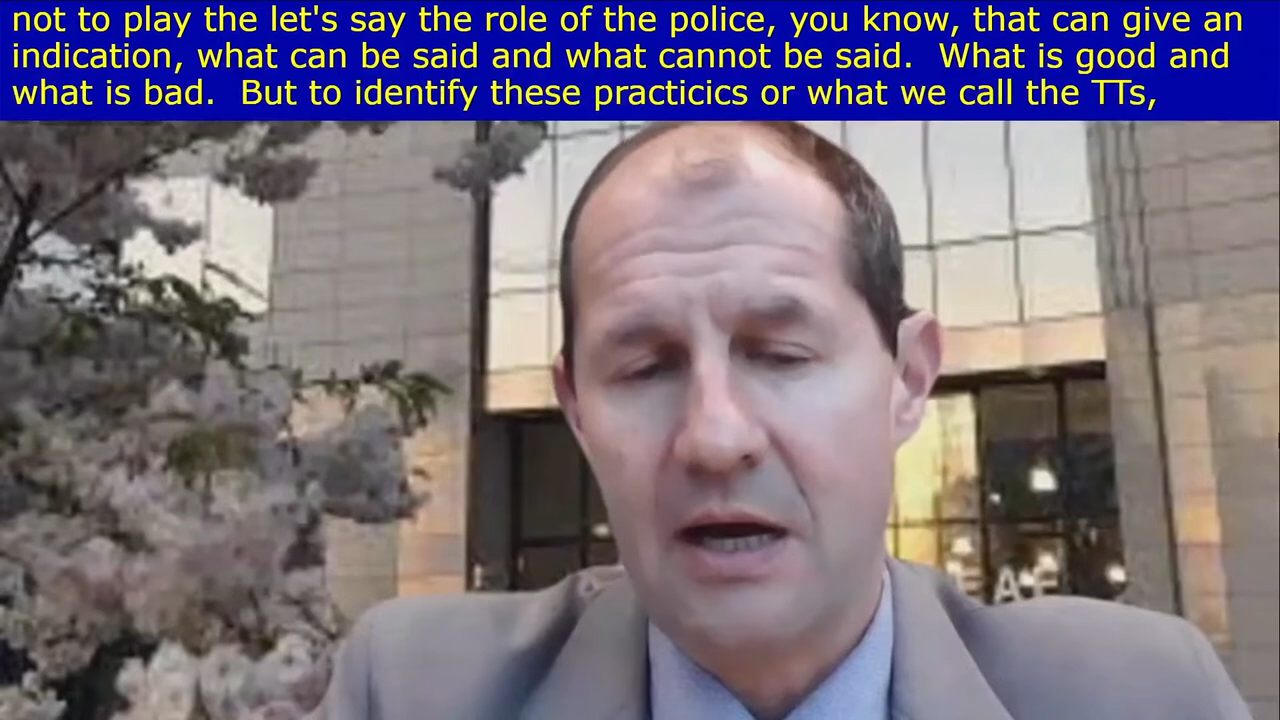 not to play the let's say the role of the police, you know, that can give an
indication, what can be said and what cannot be said.  What is good and
what is bad.  But to identify these practicics or what we call the TTs,
EAE